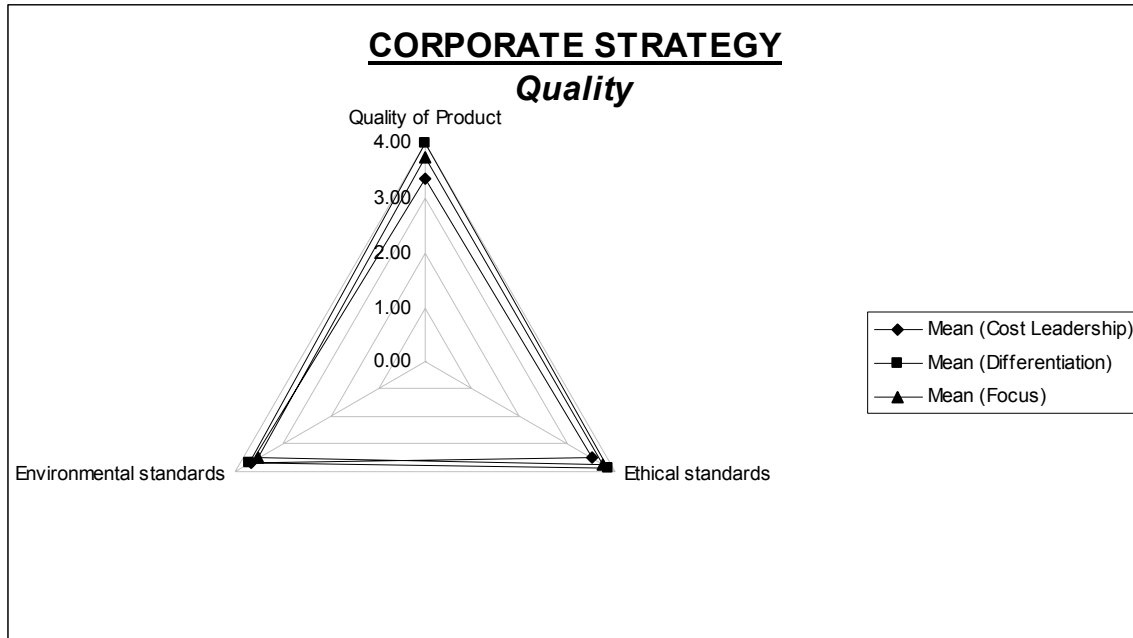 CORPORATE STRATEGY
Quality
Quality of Product
4.00
3.00
2.00
1.00
0.00
Environmental standards
Ethical standards
Mean (Cost Leadership)
Mean (Differentiation)
Mean (Focus)